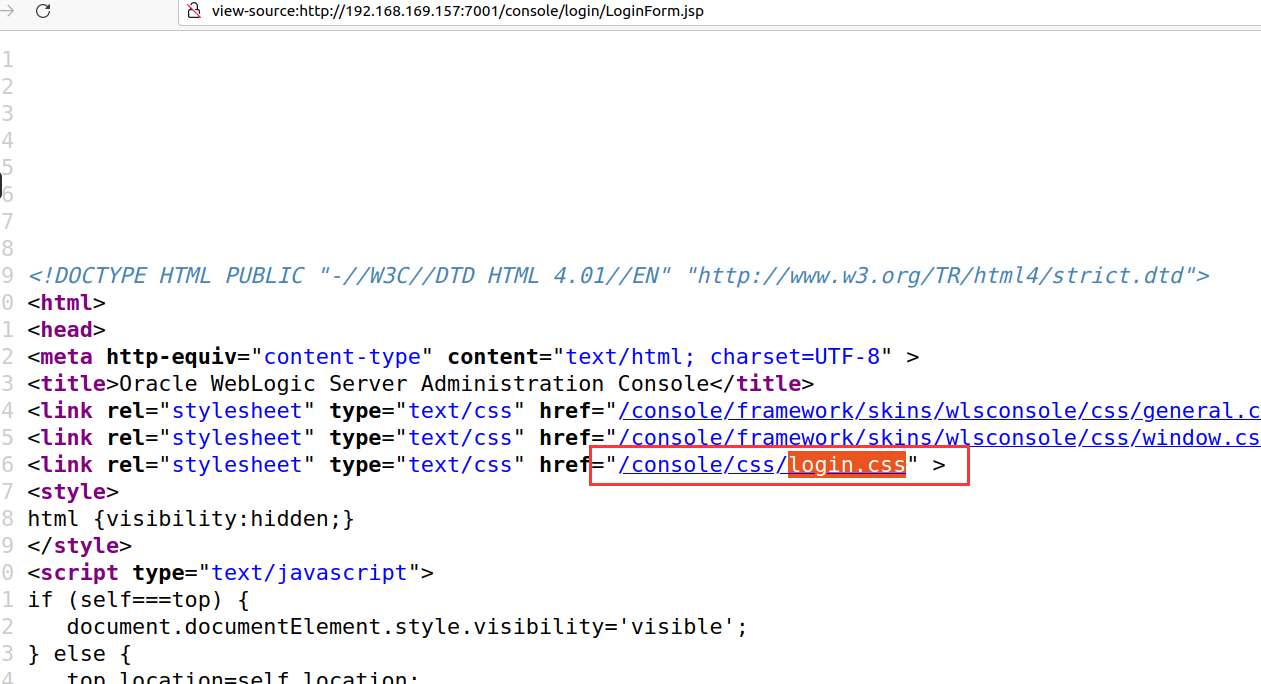 view-source:http://192.168.169.157:7001/console/login/LoginForm.jsp
1
2
3
4
5
6
7
8
9 <!DOCTYPE HTML PUBLIC "-//W3C//DTD HTML 4.01//EN" "http://www.w3.org/TR/html4/strict.dtd">
0 <html>
1 <head>
2 <meta http-equiv="content-type" content="text/html; charset=UTF-8" >
3 <title>Oracle WebLogic Server Administration Console</title>
4 <link rel="stylesheet" type="text/css" href="/console/framework/skins/wlsconsole/css/general.c
5 <link rel="stylesheet" type="text/css" href="/console/framework/skins/wlsconsole/css/window.cs
6 <link rel="stylesheet" type="text/css" href="/console/css/login.css" >
7 <style>
8 html {visibility:hidden;}
9 </style>
0 <script type="text/javascript">
1 if (self===top) {
2 document.documentElement.style.visibility='visible';
3 } else {
4 top.location=self.location;